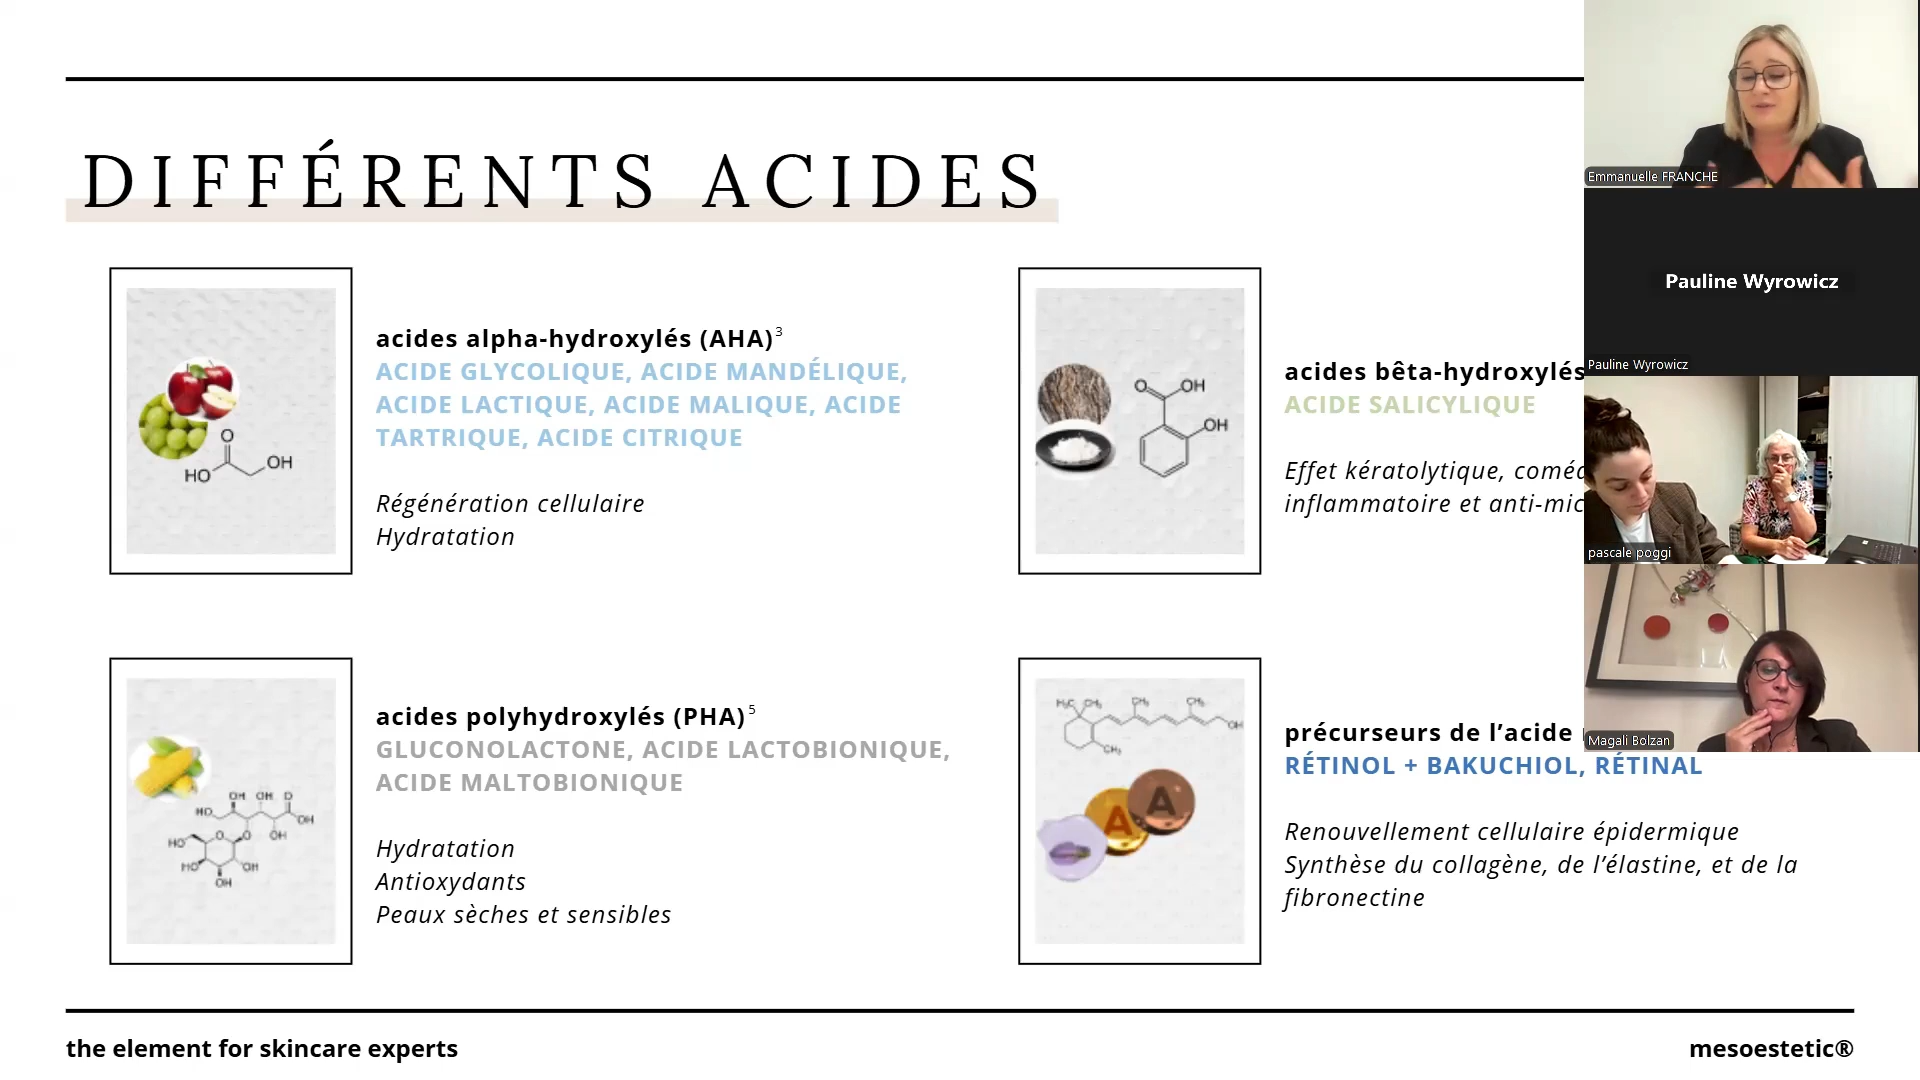 DIFFÉRENTS ACIDES
acides alpha-hydroxylés (AHA)³
ACIDE GLYCOLIQUE, ACIDE MANDÉLIQUE,
ACIDE LACTIQUE, ACIDE MALIQUE, ACIDE
TARTRIQUE, ACIDE CITRIQUE
Régénération cellulaire
Hydratation
O
HO
OH
acides bêta-hydroxylés
ACIDE SALICYLIQUE
Effet kératolytique,
inflammatoire et
O
OH
OH
acides polyhydroxylés (PHA)⁵
GLUCONOLACTONE, ACIDE LACTOBIONIQUE,
ACIDE MALTOBIONIQUE
Hydratation
Antioxydants
Peaux sèches et sensibles
précurseurs de l’acide
RÉTINOL + BAKUCHIOL, RÉTINAL
Renouvellement cellulaire épidermique
Synthèse du collagène, de l’élastine, et de la
fibronectine
A
A
Emmanuelle FRANCHE
Pauline Wyrowicz
Pauline Wyrowicz
pascale poggi
Magali Bolzan
the element for skincare experts
mesoestetic®